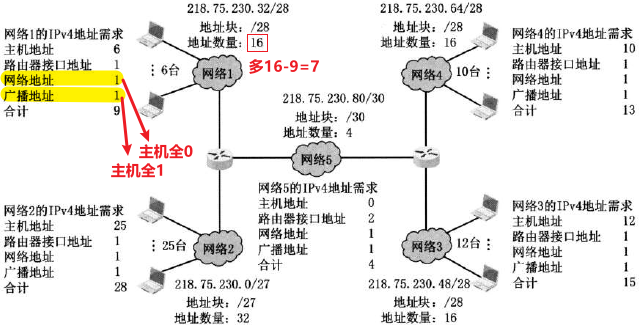 网络1的IPv4地址需求
主机地址 6
路由器接口地址 1
网络地址 1
广播地址 1
合计 9
主机全0
主机全1
218.75.230.32/28
地址块: /28
地址数量: 16
多16-9=7
6台
网络1
218.75.230.64/28
地址块: /28
地址数量: 16
10台
网络4
网络4的IPv4地址需求
主机地址 10
路由器接口地址 1
网络地址 1
广播地址 1
合计 13
218.75.230.80/30
地址块: /30
地址数量: 4
网络5
网络5的IPv4地址需求
主机地址 0
路由器接口地址 2
网络地址 1
广播地址 1
合计 4
网络2的IPv4地址需求
主机地址 25
路由器接口地址 1
网络地址 1
广播地址 1
合计 28
25台
网络2
218.75.230.0/27
地址块: /27
地址数量: 32
网络3
12台
218.75.230.48/28
地址块: /28
地址数量: 16
网络3的IPv4地址需求
主机地址 12
路由器接口地址 1
网络地址 1
广播地址 1
合计 15